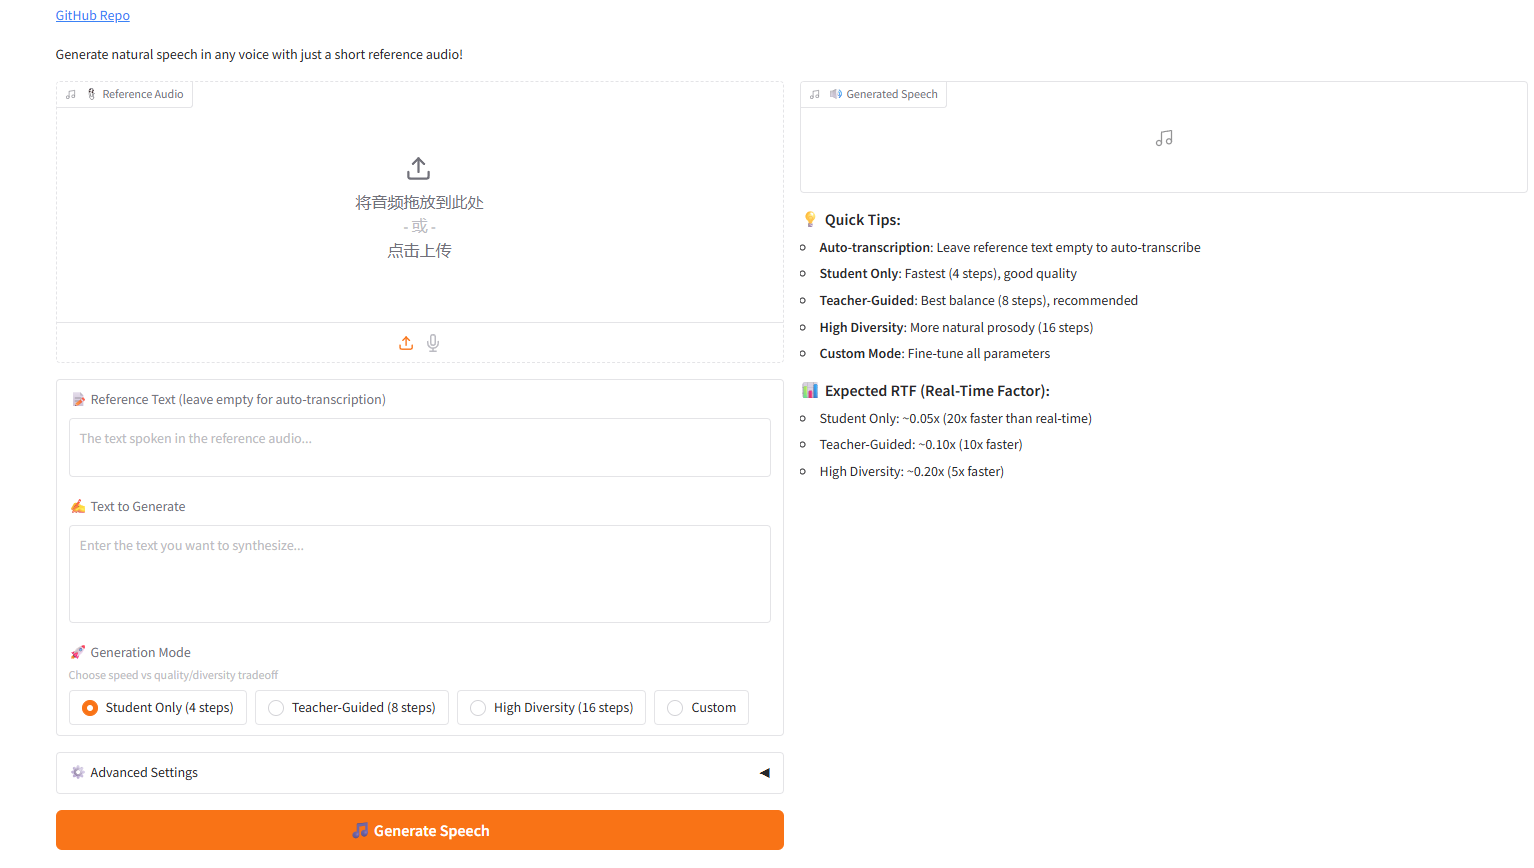 GitHub Repo
Generate natural speech in any voice with just a short reference audio!
Reference Audio
将音频拖放到此处
- 或 -
点击上传
Reference Text (leave empty for auto-transcription)
The text spoken in the reference audio...
Text to Generate
Enter the text you want to synthesize...
Generation Mode
Choose speed vs quality/diversity tradeoff
Student Only (4 steps)
Teacher-Guided (8 steps)
High Diversity (16 steps)
Custom
Advanced Settings
Generate Speech
Generated Speech
Quick Tips:
Auto-transcription: Leave reference text empty to auto-transcribe
Student Only: Fastest (4 steps), good quality
Teacher-Guided: Best balance (8 steps), recommended
High Diversity: More natural prosody (16 steps)
Custom Mode: Fine-tune all parameters
Expected RTF (Real-Time Factor):
Student Only: ~0.05x (20x faster than real-time)
Teacher-Guided: ~0.10x (10x faster)
High Diversity: ~0.20x (5x faster)